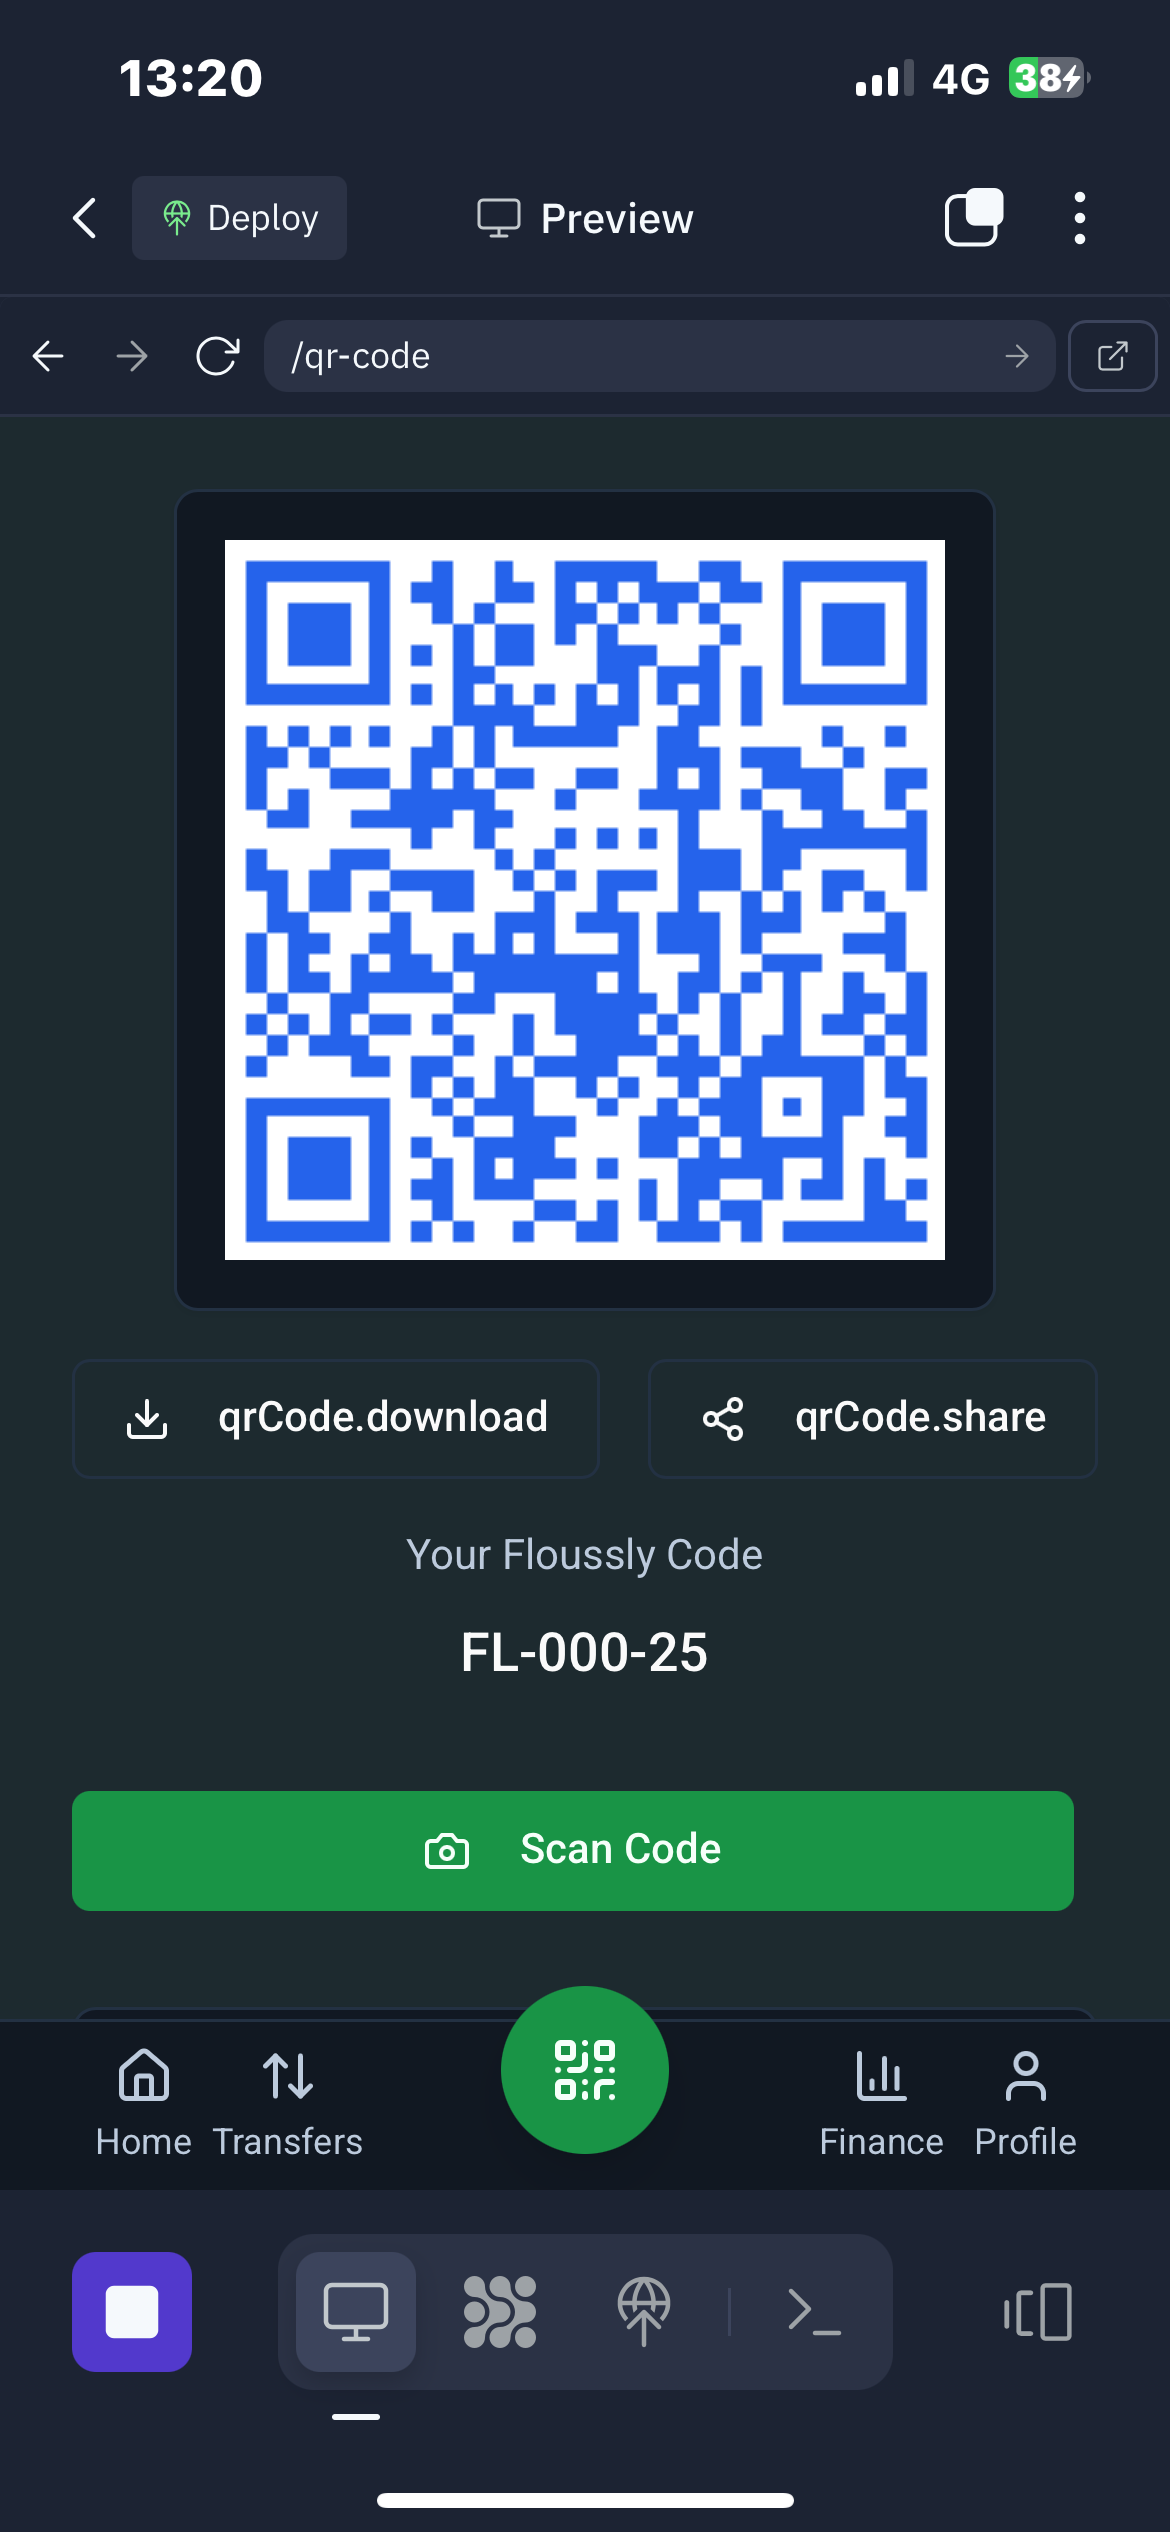 13:20
4G
38
Deploy
Preview
/qr-code
qrCode.download
qrCode.share
Your Floussly Code
FL-000-25
Scan Code
Home
Transfers
Finance
Profile